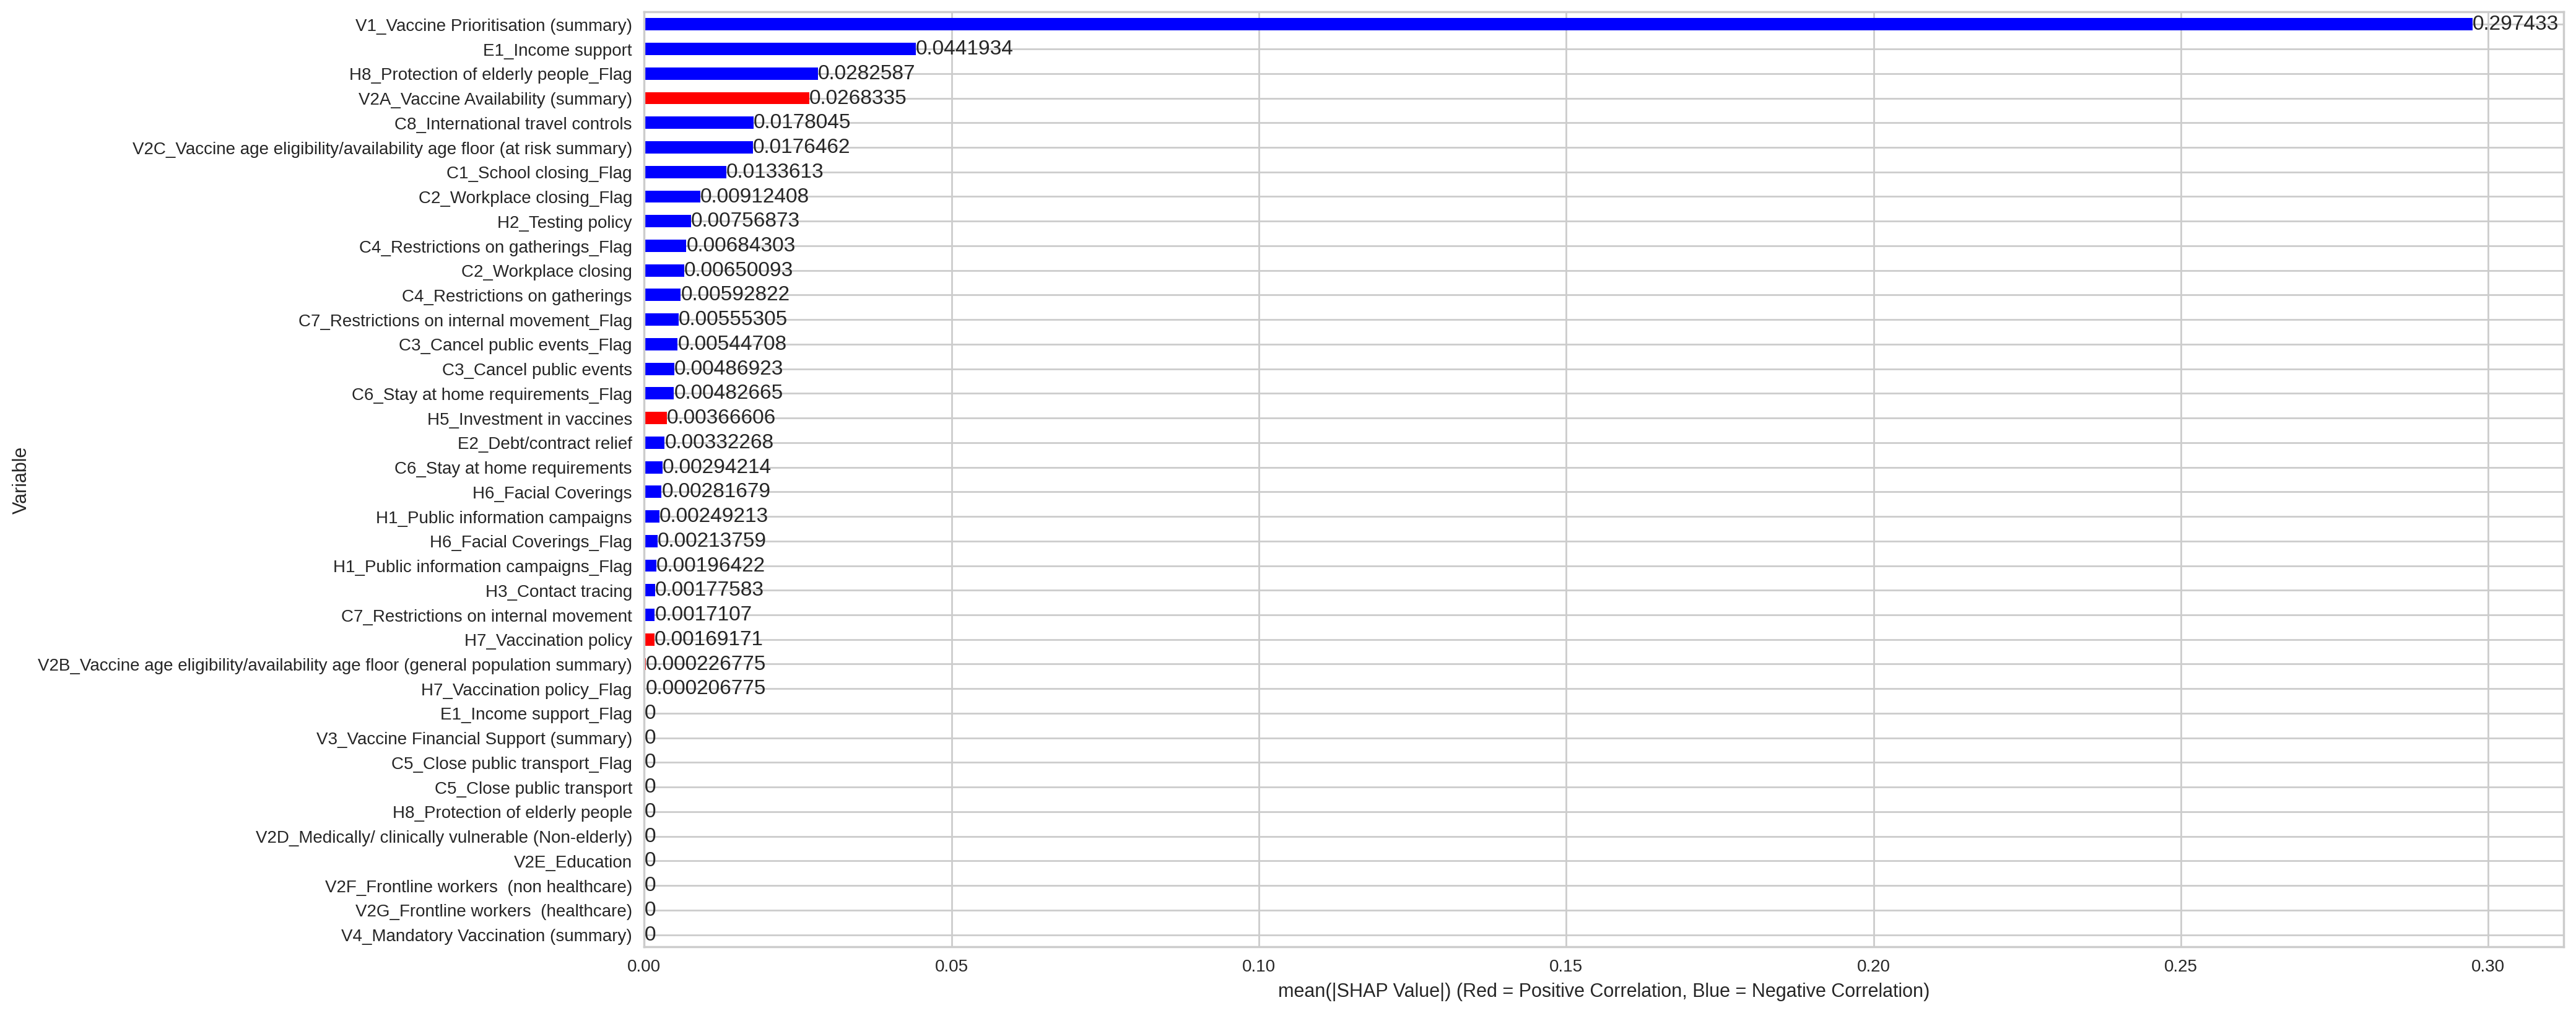 V1_Vaccine Prioritisation (summary) 0.297433
E1_Income support 0.0441934
H8_Protection of elderly people_Flag 0.0282587
V2A_Vaccine Availability (summary) 0.0268335
C8_International travel controls 0.0178045
V2C_Vaccine age eligibility/availability age floor (at risk summary) 0.0176462
C1_School closing_Flag 0.0133613
C2_Workplace closing_Flag 0.00912408
H2_Testing policy 0.00756873
C4_Restrictions on gatherings_Flag 0.00684303
C2_Workplace closing 0.00650093
C4_Restrictions on gatherings 0.00592822
C7_Restrictions on internal movement_Flag 0.00555305
C3_Cancel public events_Flag 0.00544708
C3_Cancel public events 0.00486923
C6_Stay at home requirements_Flag 0.00482665
H5_Investment in vaccines 0.00366606
E2_Debt/contract relief 0.00332268
C6_Stay at home requirements 0.00294214
H6_Facial Coverings 0.00281679
H1_Public information campaigns 0.00249213
H6_Facial Coverings_Flag 0.00213759
H1_Public information campaigns_Flag 0.00196422
H3_Contact tracing 0.00177583
C7_Restrictions on internal movement 0.0017107
H7_Vaccination policy 0.00169171
V2B_Vaccine age eligibility/availability age floor (general population summary) 0.000226775
H7_Vaccination policy_Flag 0.000206775
E1_Income support_Flag 0
V3_Vaccine Financial Support (summary) 0
C5_Close public transport_Flag 0
C5_Close public transport 0
H8_Protection of elderly people 0
V2D_Medically/ clinically vulnerable (Non-elderly) 0
V2E_Education 0
V2F_Frontline workers  (non healthcare) 0
V2G_Frontline workers  (healthcare) 0
V4_Mandatory Vaccination (summary) 0
Variable
0.00 0.05 0.10 0.15 0.20 0.25 0.30
mean(|SHAP Value|) (Red = Positive Correlation, Blue = Negative Correlation)